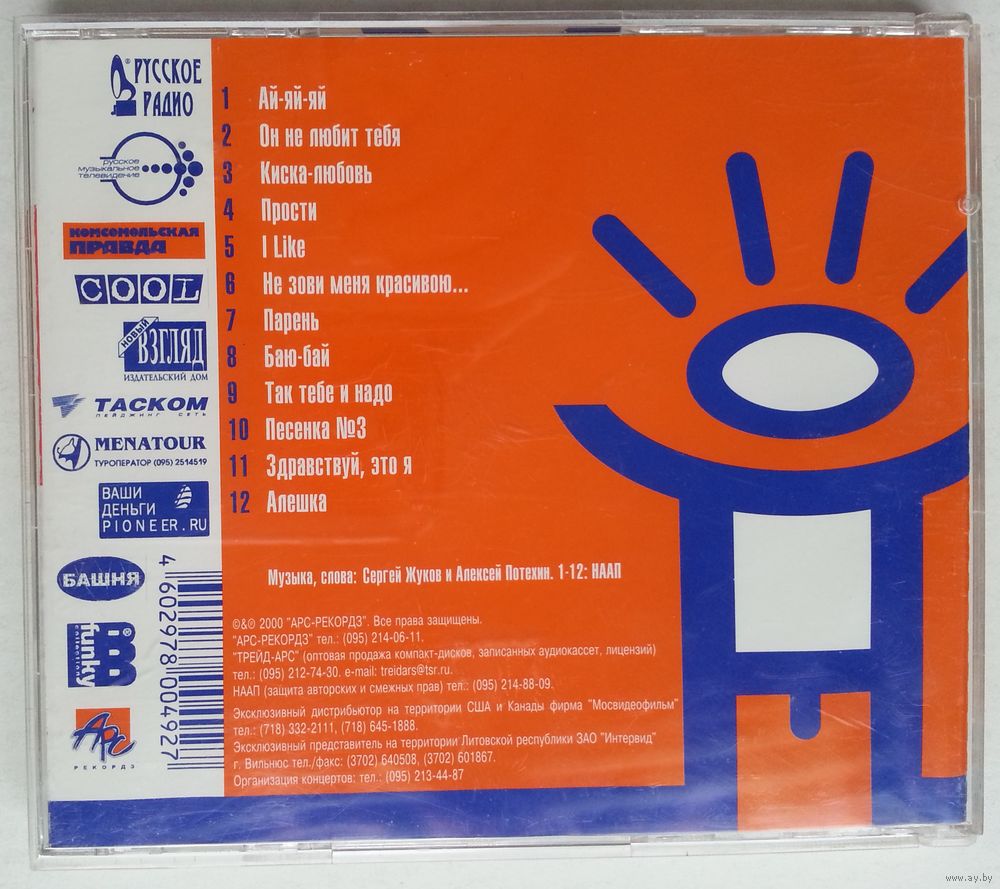 РУССКОЕ
РАДИО
РУССКОЕ
МУЗЫКАЛЬНОЕ
ТЕЛЕВИДЕНИЕ
КОМСОМОЛЬСКАЯ
ПРАВДА
COOL
НОВЫЙ
ВЗГЛЯД
ИЗДАТЕЛЬСКИЙ ДОМ
ТАСКОМ
ПЕЙДЖИНГ СЕТЬ
MENATOUR
ТУРОПЕРАТОР (095) 2514519
ВАШИ
ДЕНЬГИ
PIONEER.RU
БАШНЯ
funky
collection
АРС
РЕКОРДЗ
4 602978 004927
1 Ай-яй-яй
2 Он не любит тебя
3 Киска-любовь
4 Прости
5 I Like
6 Не зови меня красивою...
7 Парень
8 Баю-бай
9 Так тебе и надо
10 Песенка №3
11 Здравствуй, это я
12 Алешка
Музыка, слова: Сергей Жуков и Алексей Потехин. 1-12: НААП
©&℗ 2000 "АРС-РЕКОРДЗ". Все права защищены.
"АРС-РЕКОРДЗ" тел.: (095) 214-06-11.
"ТРЕЙД-АРС" (оптовая продажа компакт-дисков, записанных аудиокассет, лицензий)
тел.: (095) 212-74-30. e-mail: treidars@tsr.ru.
НААП (защита авторских и смежных прав) тел.: (095) 214-88-09.
Эксклюзивный дистрибьютор на территории США и Канады фирма "Мосвидеофильм"
тел.: (718) 332-2111, (718) 645-1888.
Эксклюзивный представитель на территории Литовской республики ЗАО "Интервид"
г. Вильнюс тел./факс: (3702) 640508, (3702) 601867.
Организация концертов: тел.: (095) 213-44-87
www.ay.by